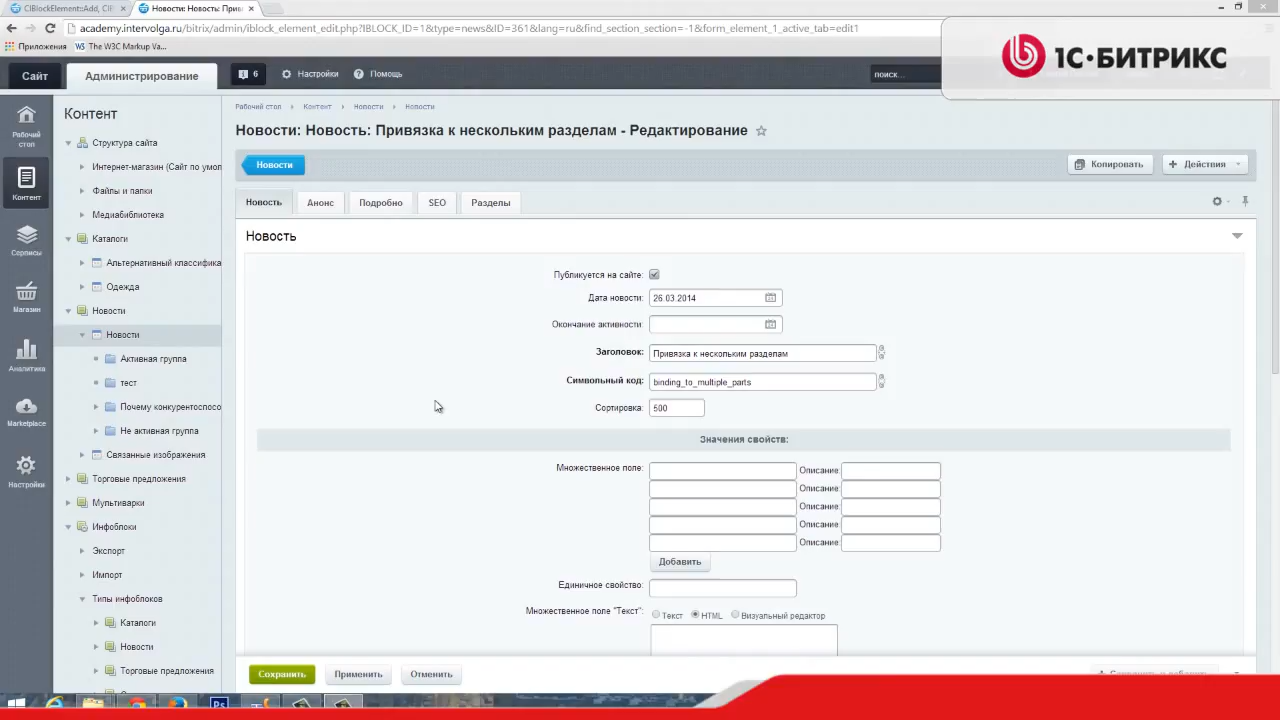 CIBlockElement::Add, CIB
Новости: Новость: Прив
academy.intervolga.ru/bitrix/admin/iblock_element_edit.php?IBLOCK_ID=1&type=news&ID=361&lang=ru&find_section_section=-1&form_element_1_active_tab=edit1
Приложения The W3C Markup Va...
1С·БИТРИКС
Сайт Администрирование 6 Настройки Помощь поиск...
Рабочий стол
Контент
Сервисы
Магазин
Аналитика
Marketplace
Настройки
Контент
Структура сайта
Интернет-магазин (Сайт по умол
Файлы и папки
Медиабиблиотека
Каталоги
Альтернативный классифика
Одежда
Новости
Новости
Активная группа
тест
Почему конкурентоспосо
Не активная группа
Связанные изображения
Торговые предложения
Мультиварки
Инфоблоки
Экспорт
Импорт
Типы инфоблоков
Каталоги
Новости
Торговые предложения
Рабочий стол Контент Новости Новости
Новости: Новость: Привязка к нескольким разделам - Редактирование
Новости Копировать Действия
Новость Анонс Подробно SEO Разделы
Новость
Публикуется на сайте:
Дата новости: 26.03.2014
Окончание активности:
Заголовок: Привязка к нескольким разделам
Символьный код: binding_to_multiple_parts
Сортировка: 500
Значения свойств:
Множественное поле: Описание:
Описание:
Описание:
Описание:
Описание:
Добавить
Единичное свойство:
Множественное поле "Текст": Текст HTML Визуальный редактор
Сохранить Применить Отменить